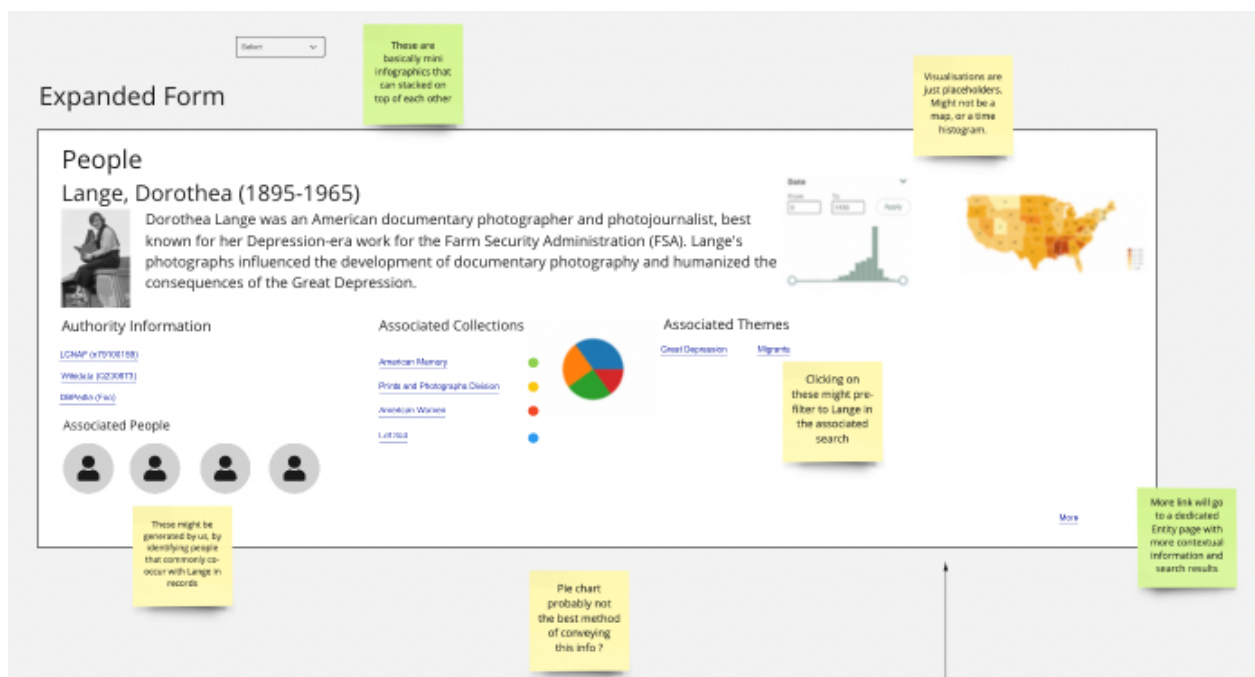 Select
These are
basically mini
infographics that
can stacked on
top of each other
Visualisations are
just placeholders.
Might not be a
map, or a time
histogram.
Expanded Form
People
Lange, Dorothea (1895-1965)
Dorothea Lange was an American documentary photographer and photojournalist, best
known for her Depression-era work for the Farm Security Administration (FSA). Lange's
photographs influenced the development of documentary photography and humanized the
consequences of the Great Depression.
Date
From
To
Apply
Authority Information
LCNAF
Wikidata
DBPedia (Foo)
Associated People
Associated Collections
American Memory
Prints and Photographs Division
American Women
Associated Themes
Great Depression
Migrants
Clicking on
these might pre-
filter to Lange in
the associated
search
More
These might be
generated by us, by
identifying people
that commonly co-
occur with Lange in
records
Pie chart
probably not
the best method
of conveying
this info ?
More link will go
to a dedicated
Entity page with
more contextual
information and
search results